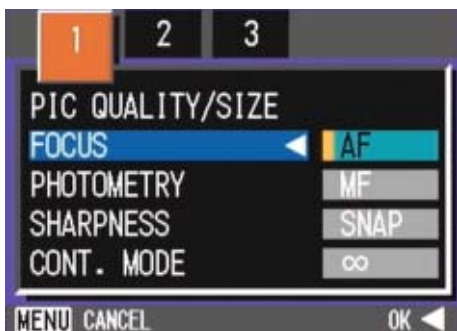 1 2 3
PIC QUALITY/SIZE
FOCUS AF
PHOTOMETRY MF
SHARPNESS SNAP
CONT. MODE ∞
MENU CANCEL OK